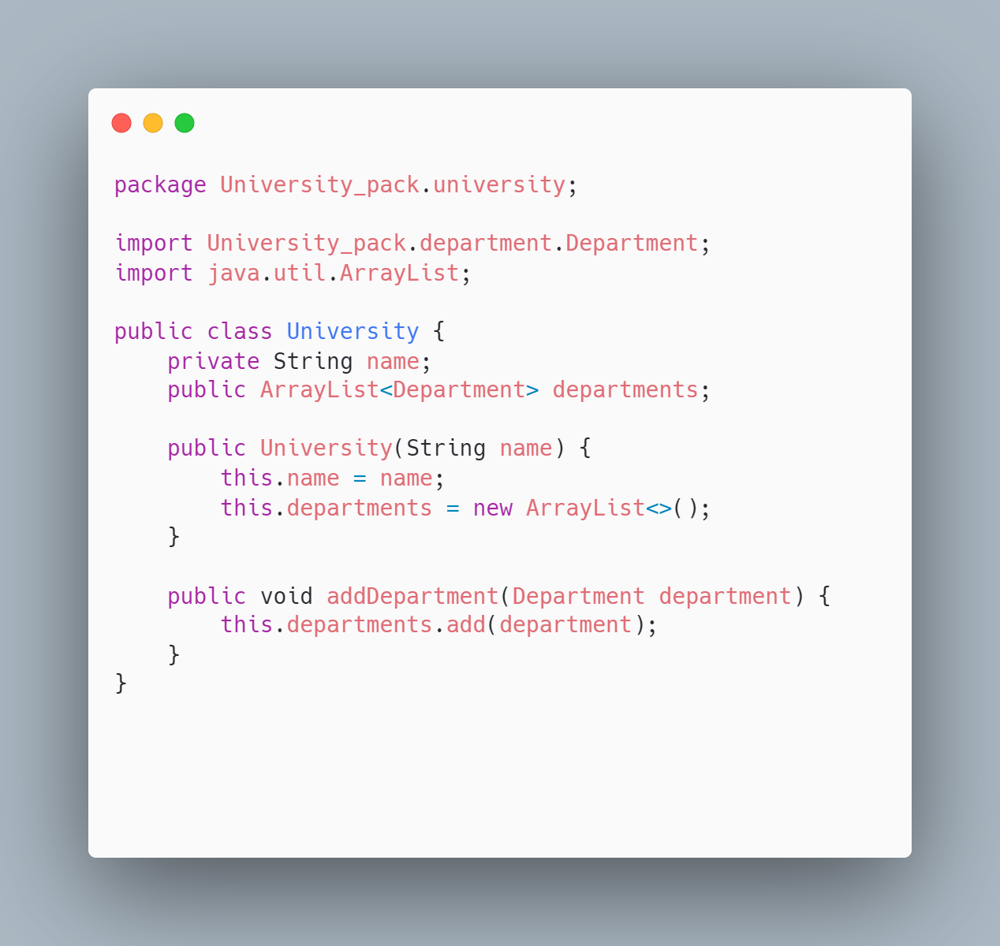 package University_pack.university;

import University_pack.department.Department;
import java.util.ArrayList;

public class University {
    private String name;
    public ArrayList<Department> departments;

    public University(String name) {
        this.name = name;
        this.departments = new ArrayList<>();
    }

    public void addDepartment(Department department) {
        this.departments.add(department);
    }
}